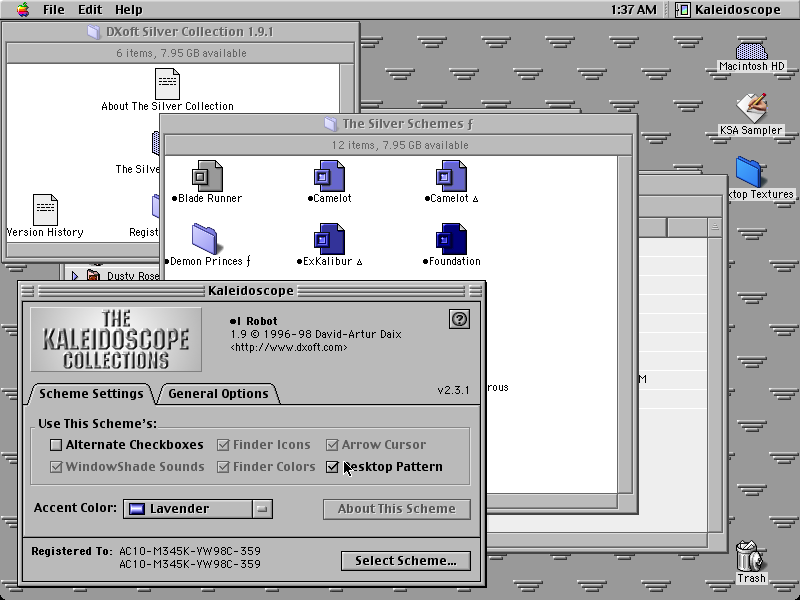 File Edit Help
1:37 AM Kaleidoscope
DXoft Silver Collection 1.9.1
6 items, 7.95 GB available
About The Silver Collection
The Silv
Version History
Regist
Dusty Rose
The Silver Schemes ƒ
12 items, 7.95 GB available
•Blade Runner
•Camelot
•Camelot ∆
•Demon Princes ƒ
•ExKalibur ∆
•Foundation
rous
M
Macintosh HD
KSA Sampler
ktop Textures
Trash
Kaleidoscope
THE
KALEIDOSCOPE
COLLECTIONS
•I Robot
1.9 © 1996-98 David-Artur Daix
<http://www.dxoft.com>
?
Scheme Settings
General Options
v2.3.1
Use This Scheme's:
Alternate Checkboxes
Finder Icons
Arrow Cursor
WindowShade Sounds
Finder Colors
Desktop Pattern
Accent Color:
Lavender
About This Scheme
Registered To: AC10-M345K-YW98C-359
AC10-M345K-YW98C-359
Select Scheme...